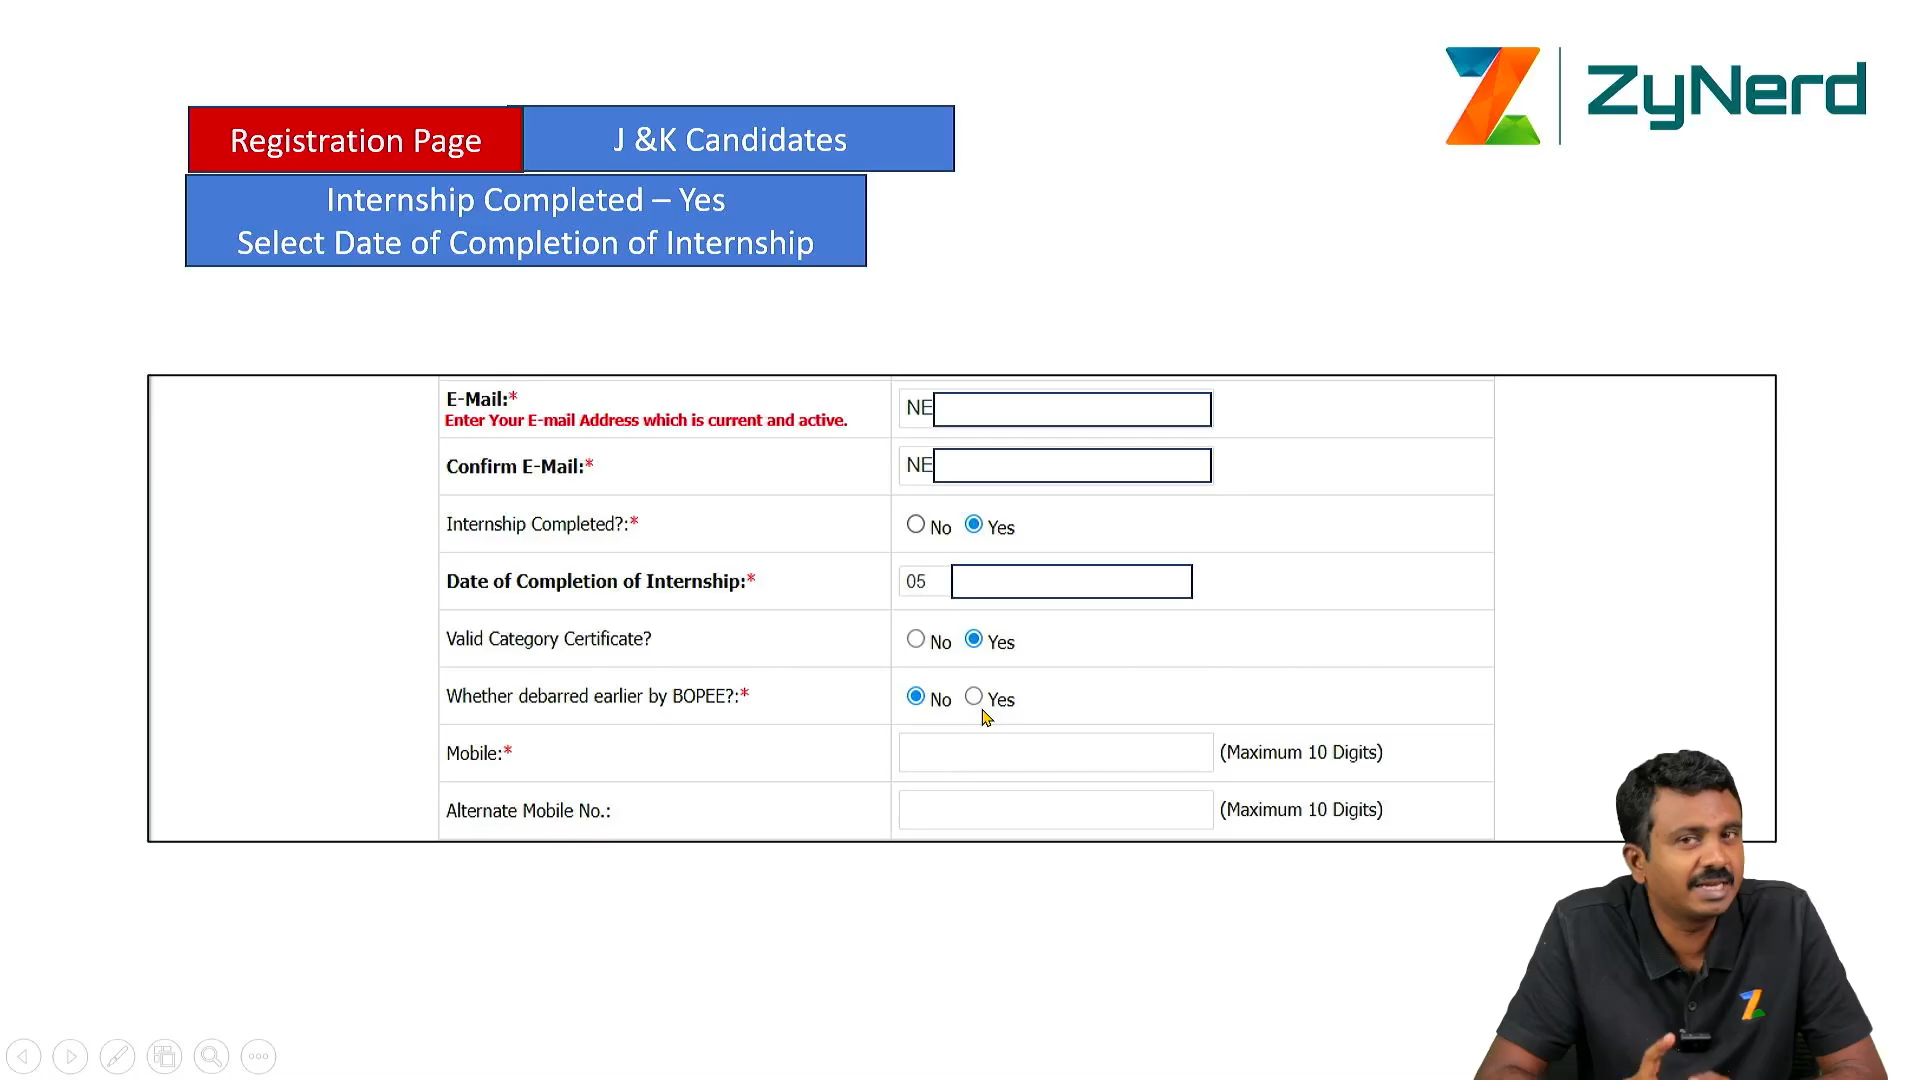 ZyNerd
Registration Page
J &K Candidates
Internship Completed – Yes
Select Date of Completion of Internship
E-Mail:*
Enter Your E-mail Address which is current and active.
NE
Confirm E-Mail:*
NE
Internship Completed?:*
No Yes
Date of Completion of Internship:*
05
Valid Category Certificate?
No Yes
Whether debarred earlier by BOPEE?:*
No Yes
Mobile:*
(Maximum 10 Digits)
Alternate Mobile No.:
(Maximum 10 Digits)